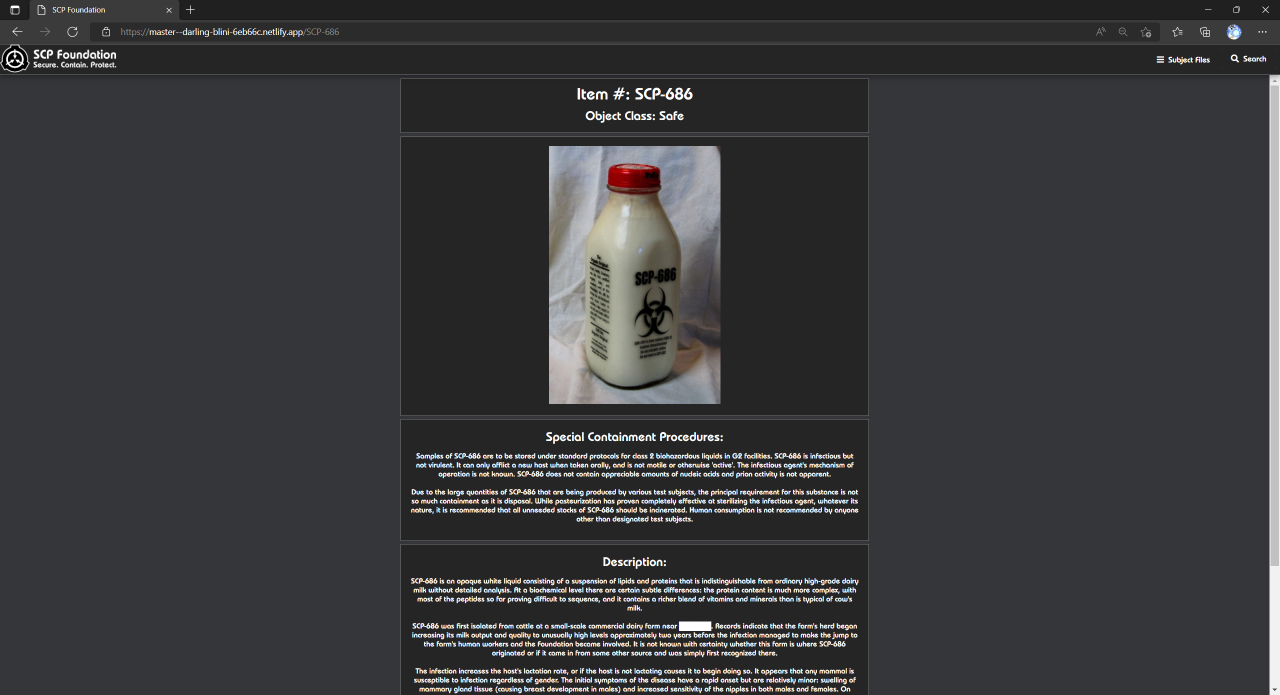 SCP Foundation
https://master--darling-blini-6eb66c.netlify.app/SCP-686
SCP Foundation
Secure. Contain. Protect.
Subject Files
Search
Item #: SCP-686
Object Class: Safe
SCP-686
Special Containment Procedures:
Samples of SCP-686 are to be stored under standard protocols for class 2 biohazardous liquids in G2 facilities. SCP-686 is infectious but
not virulent. It can only afflict a new host when taken orally, and is not motile or otherwise 'active'. The infectious agent's mechanism of
operation is not known. SCP-686 does not contain appreciable amounts of nucleic acids and prion activity is not apparent.
Due to the large quantities of SCP-686 that are being produced by various test subjects, the principal requirement for this substance is not
so much containment as it is disposal. While pasteurization has proven completely effective at sterilizing the infectious agent, whatever its
nature, it is recommended that all unneeded stocks of SCP-686 should be incinerated. Human consumption is not recommended by anyone
other than designated test subjects.
Description:
SCP-686 is an opaque white liquid consisting of a suspension of lipids and proteins that is indistinguishable from ordinary high-grade dairy
milk without detailed analysis. At a biochemical level there are certain subtle differences: the protein content is much more complex, with
most of the peptides so far proving difficult to sequence, and it contains a richer blend of vitamins and minerals than is typical of cow's
milk.
SCP-686 was first isolated from cattle at a small-scale commercial dairy farm near . Records indicate that the farm's herd began
increasing its milk output and quality to unusually high levels approximately two years before the infection managed to make the jump to
the farm's human workers and the Foundation became involved. It is not known with certainty whether this farm is where SCP-686
originated or if it came in from some other source and was simply first recognized there.
The infection increases the host's lactation rate, or if the host is not lactating causes it to begin doing so. It appears that any mammal is
susceptible to infection regardless of gender. The initial symptoms of the disease have a rapid onset but are relatively minor: swelling of
mammary gland tissue (causing breast development in males) and increased sensitivity of the nipples in both males and females. On